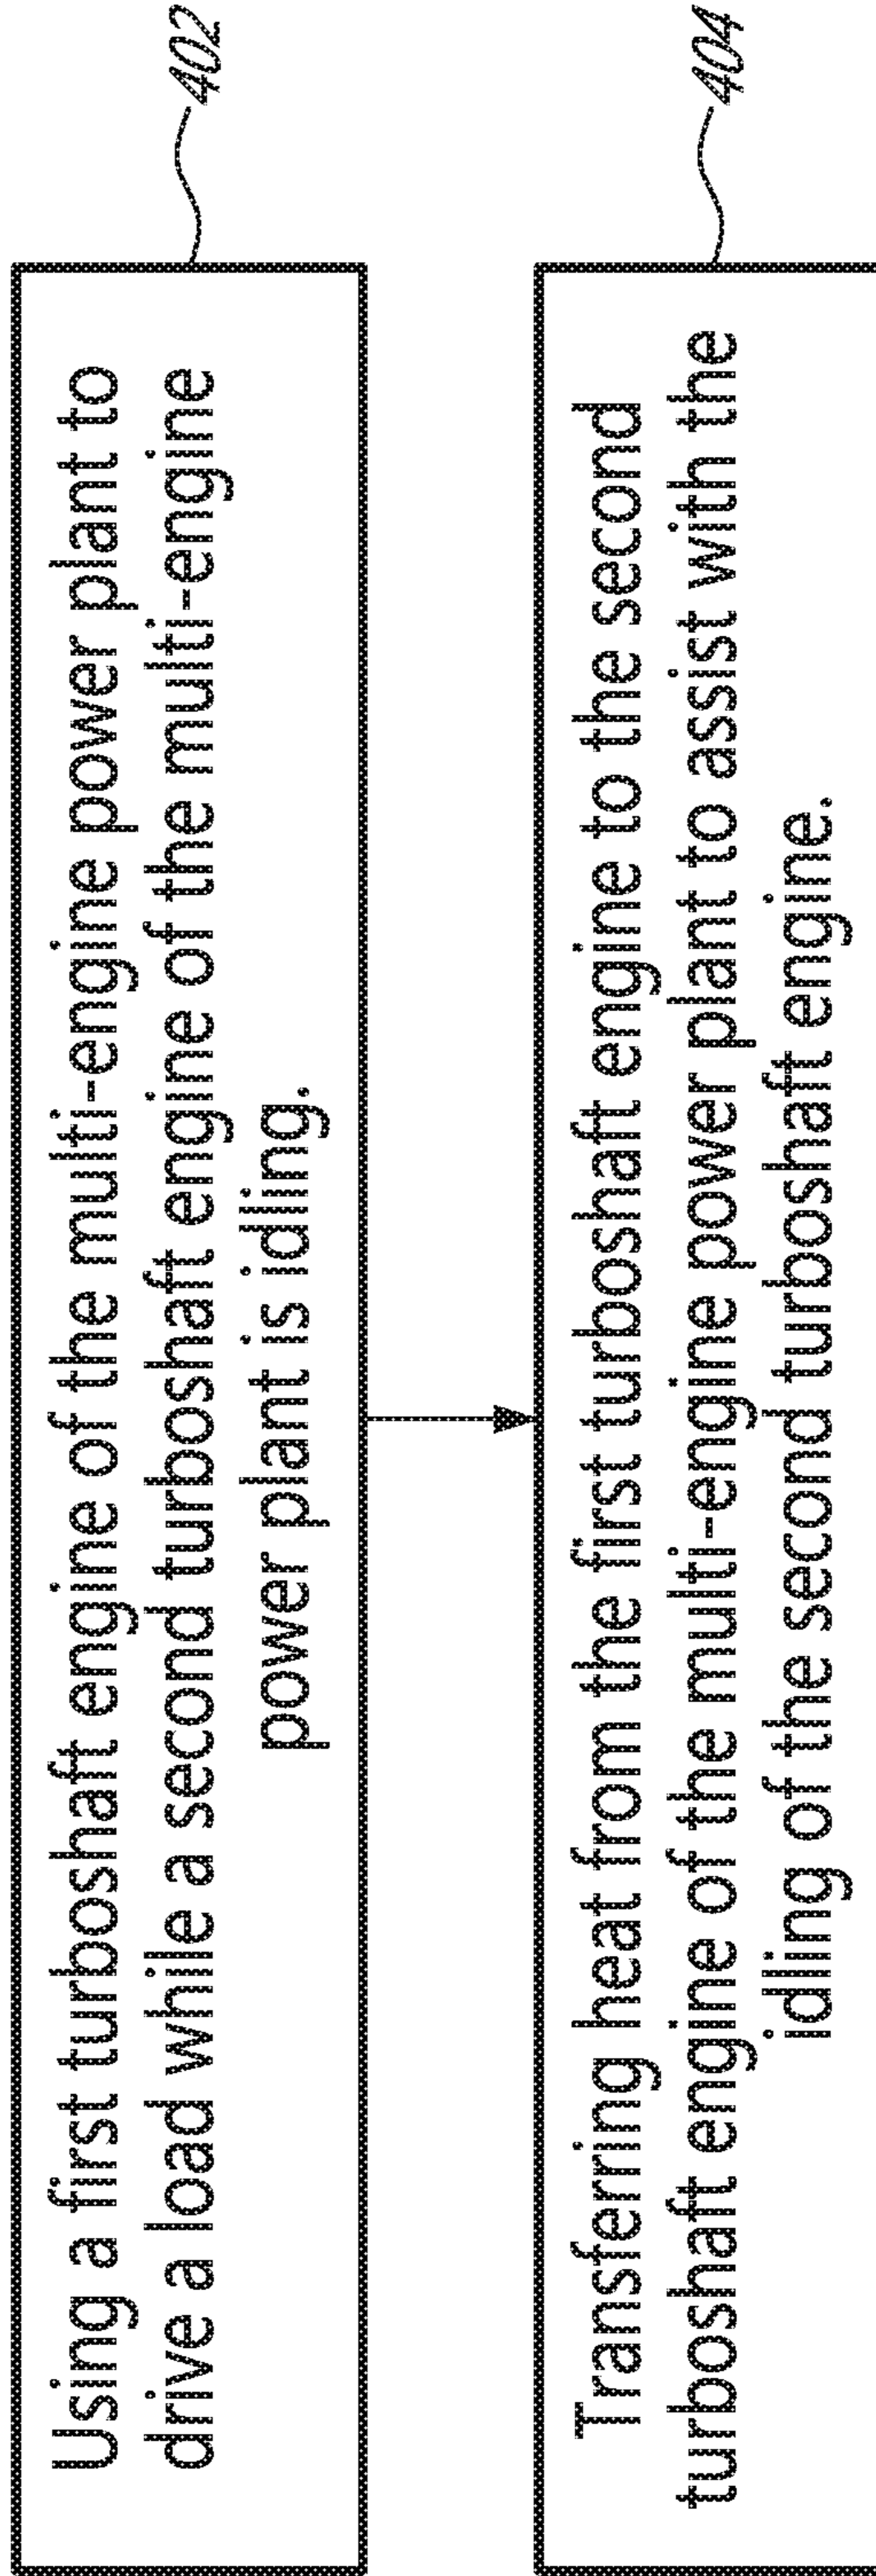 Using a first turboshaft engine of the multi-engine power plant to
drive a load while a second turboshaft engine of the multi-engine
power plant is idling.
402
Transferring heat from the first turboshaft engine to the second
turboshaft engine of the multi-engine power plant to assist with the
idling of the second turboshaft engine.
404